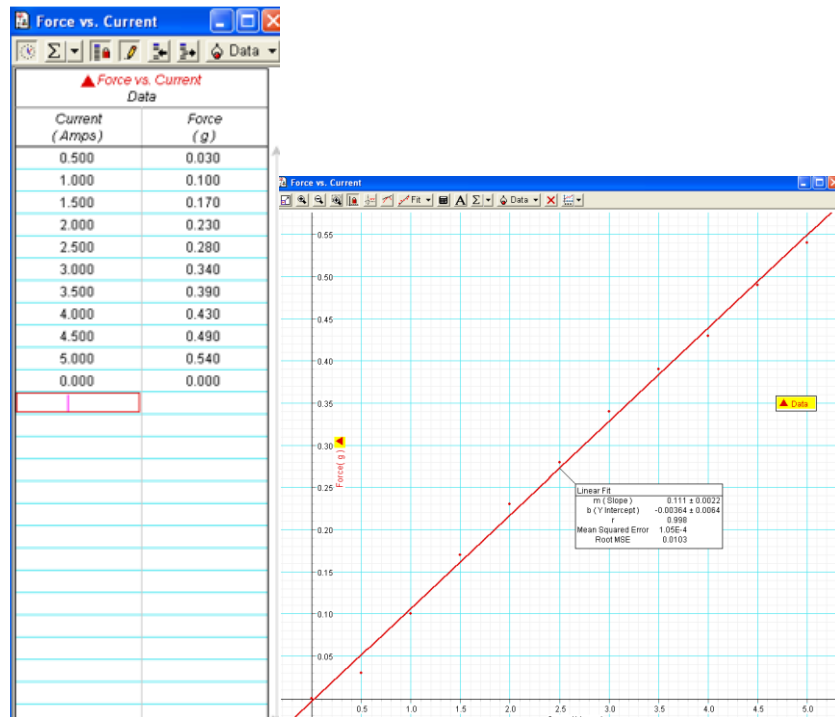 Force vs. Current
Σ Data
Force vs. Current
Data
Current Force
(Amps) (g)
0.500 0.030
1.000 0.100
1.500 0.170
2.000 0.230
2.500 0.280
3.000 0.340
3.500 0.390
4.000 0.430
4.500 0.490
5.000 0.540
0.000 0.000
Force vs. Current
Fit A Σ Data
0.55
0.50
0.45
0.40
0.35
0.30
0.25
0.20
0.15
0.10
0.05
Force( g )
Data
Linear Fit
m ( Slope ) 0.111 ± 0.0022
b ( Y Intercept ) -0.00364 ± 0.0064
r 0.998
Mean Squared Error 1.05E-4
Root MSE 0.0103
0.5 1.0 1.5 2.0 2.5 3.0 3.5 4.0 4.5 5.0